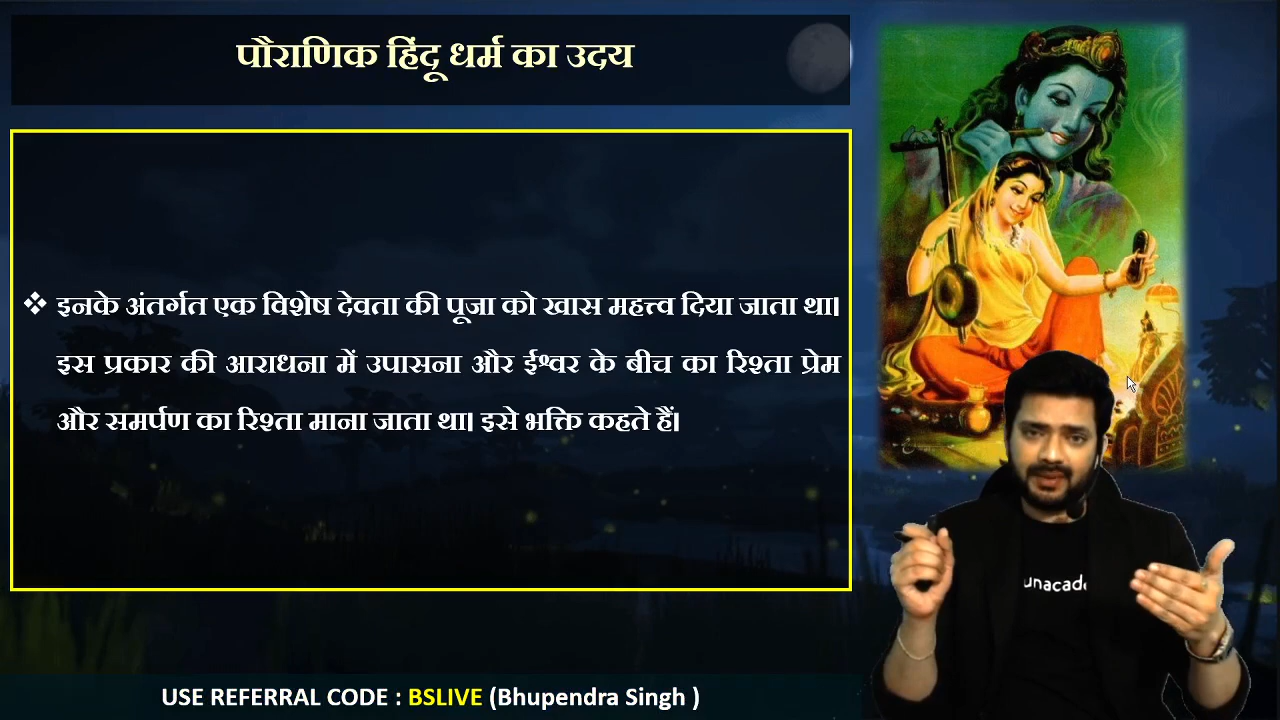 पौराणिक हिंदू धर्म का उदय
❖ इनके अंतर्गत एक विशेष देवता की पूजा को खास महत्त्व दिया जाता था।
इस प्रकार की आराधना में उपासना और ईश्वर के बीच का रिश्ता प्रेम
और समर्पण का रिश्ता माना जाता था। इसे भक्ति कहते हैं।
unacade
USE REFERRAL CODE : BSLIVE (Bhupendra Singh )